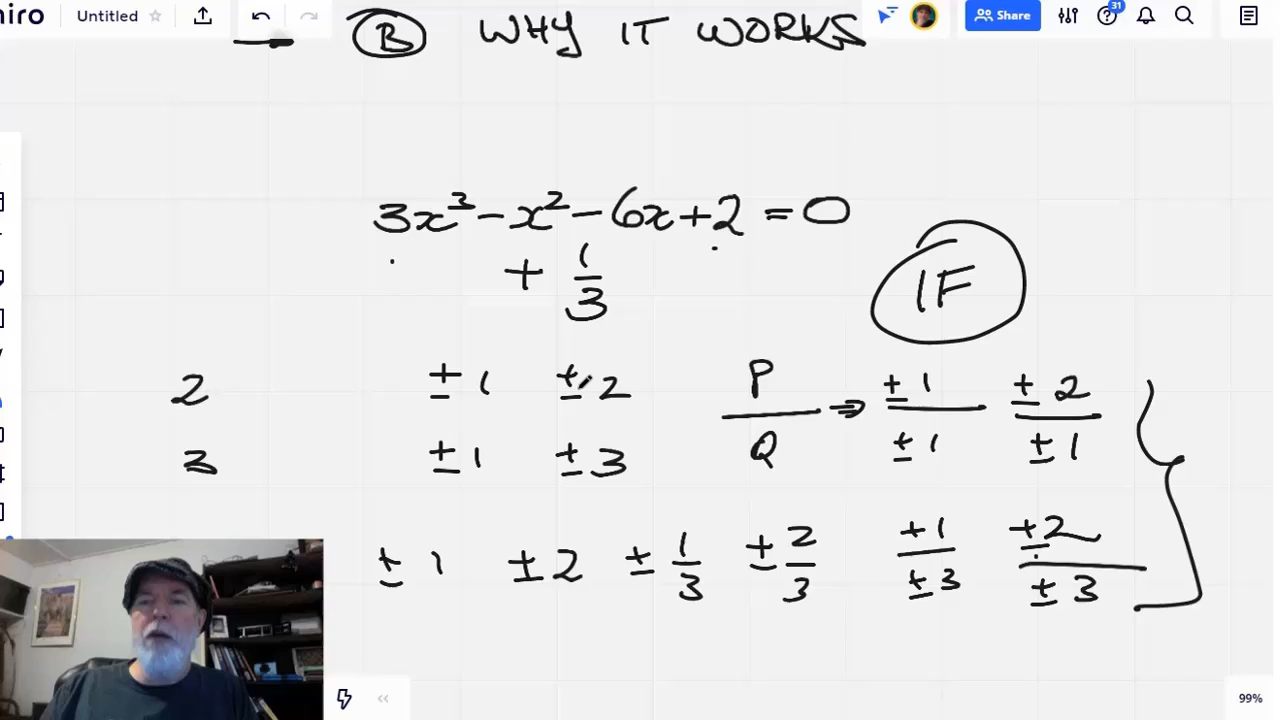 miro Untitled Share 31
B WHY IT WORKS
3x³ - x² - 6x + 2 = 0
+ 1/3
IF
2 ± 1 ± 2 P/Q ⇒ ± 1/± 1 ± 2/± 1
3 ± 1 ± 3
± 1 ± 2 ± 1/3 ± 2/3 ± 1/± 3 ± 2/± 3
99%